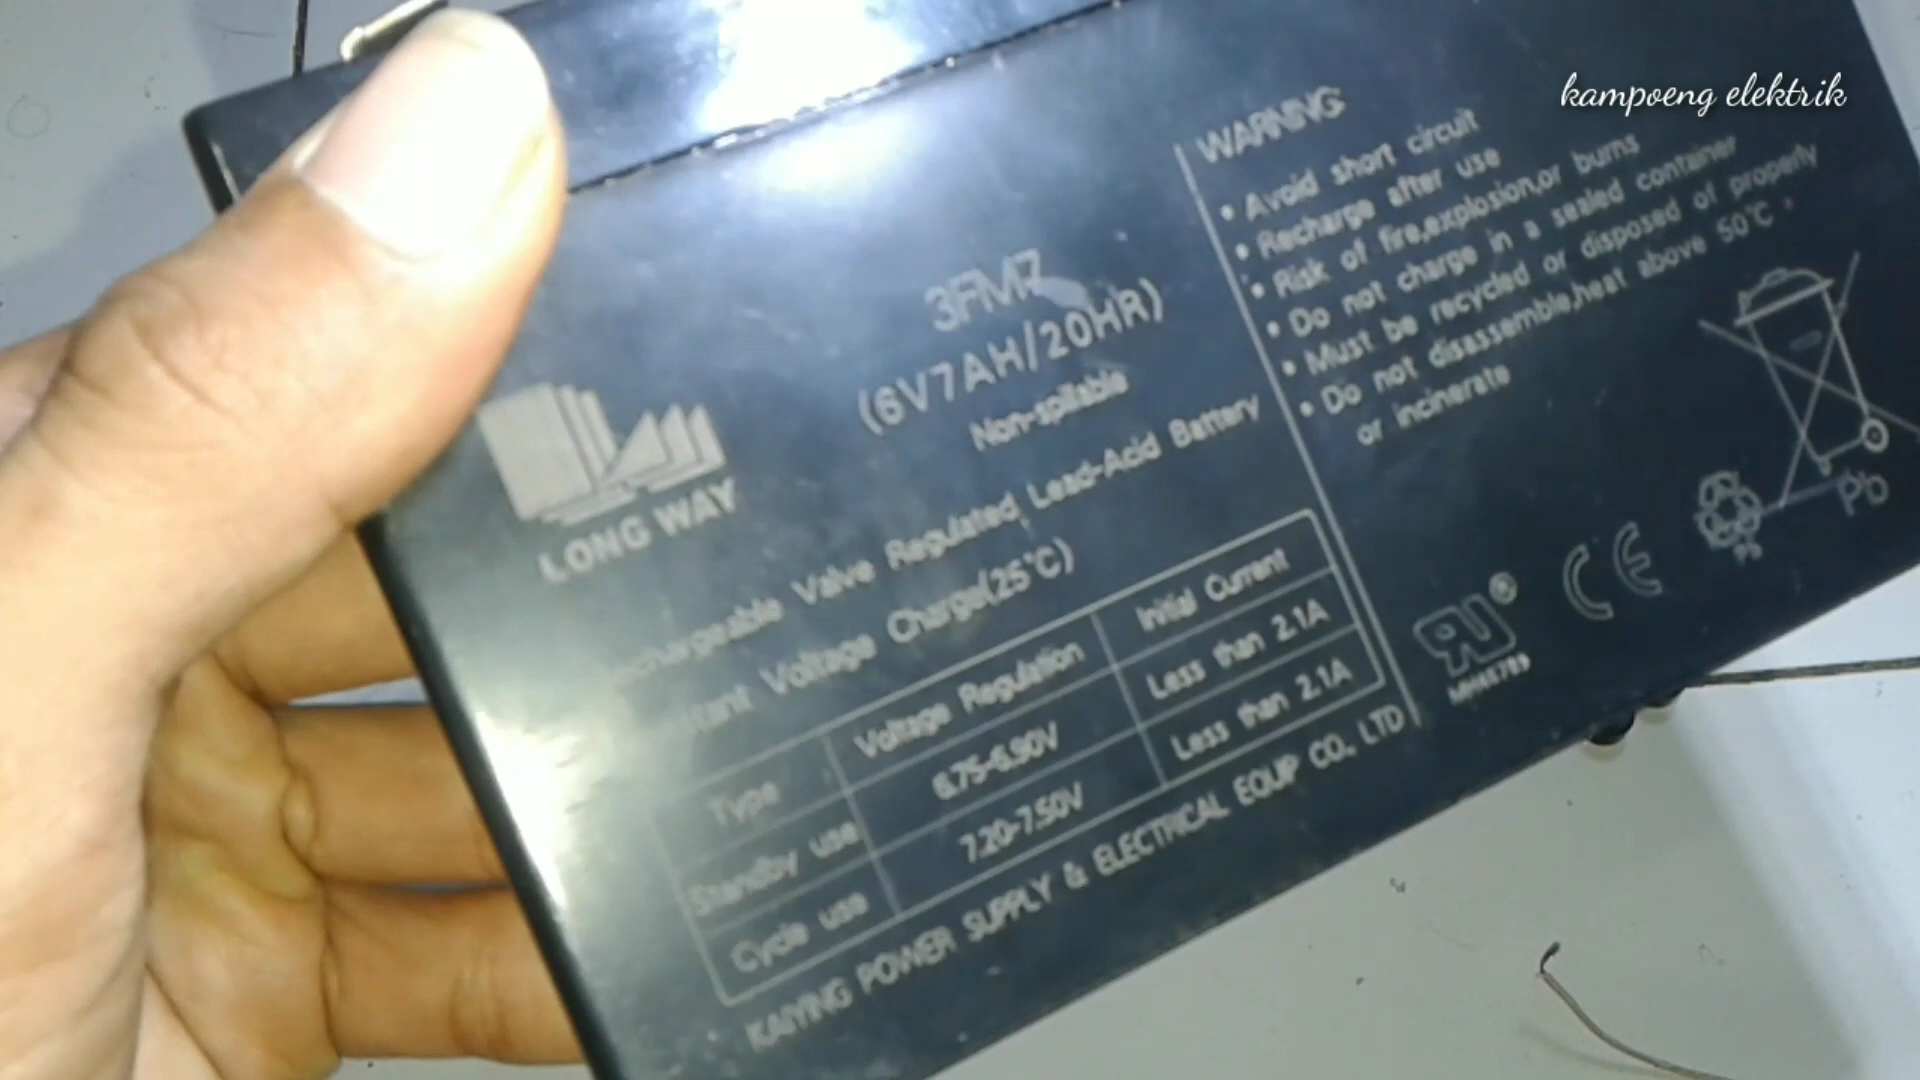 kampoeng elektrik
3FM7
(6V7AH/20HR)
Non-spillable
LONG WAY
Valve Regulated Lead-Acid Battery
Voltage Charge(25°C)
Type Voltage Regulation Initial Current
Standby use 6.75-6.90V Less than 2.1A
Cycle use 7.20-7.50V Less than 2.1A
KAIYING POWER SUPPLY & ELECTRICAL EQUIP CO., LTD
WARNING:
• Avoid short circuit
• Recharge after use
• Risk of fire,explosion,or burns
• Do not charge in a sealed container
• Must be recycled or disposed of properly
• Do not disassemble,heat above 50°C
or incinerate
CE
Pb
Pb